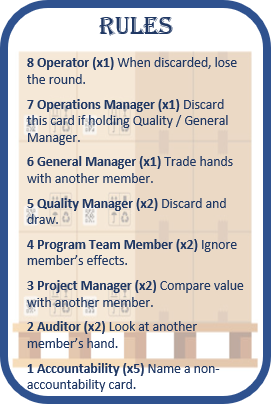 RULES
8 Operator (x1) When discarded, lose
the round.
7 Operations Manager (x1) Discard
this card if holding Quality / General
Manager.
6 General Manager (x1) Trade hands
with another member.
5 Quality Manager (x2) Discard and
draw.
4 Program Team Member (x2) Ignore
member's effects.
3 Project Manager (x2) Compare value
with another member.
2 Auditor (x2) Look at another
member's hand.
1 Accountability (x5) Name a non-
accountability card.